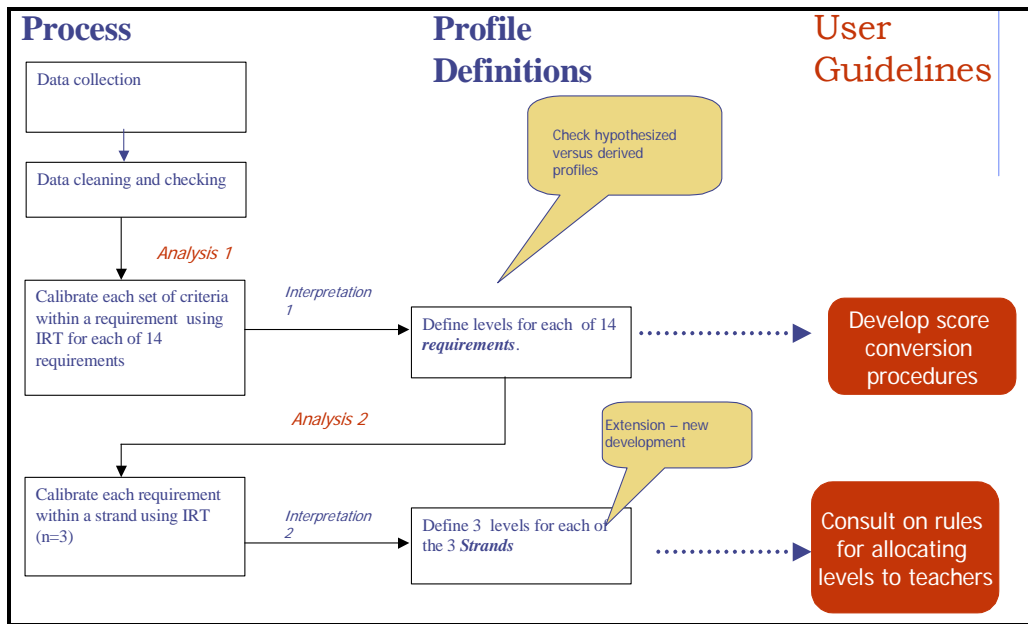 Process
Profile
Definitions
User
Guidelines
Data collection
Check hypothesized
versus derived
profiles
Data cleaning and checking
Analysis 1
Calibrate each set of criteria
within a requirement using
IRT for each of 14
requirements
Interpretation
1
Define levels for each of 14
requirements.
Develop score
conversion
procedures
Analysis 2
Extension – new
development
Calibrate each requirement
within a strand using IRT
(n=3)
Interpretation
2
Define 3 levels for each of
the 3 Strands
Consult on rules
for allocating
levels to teachers